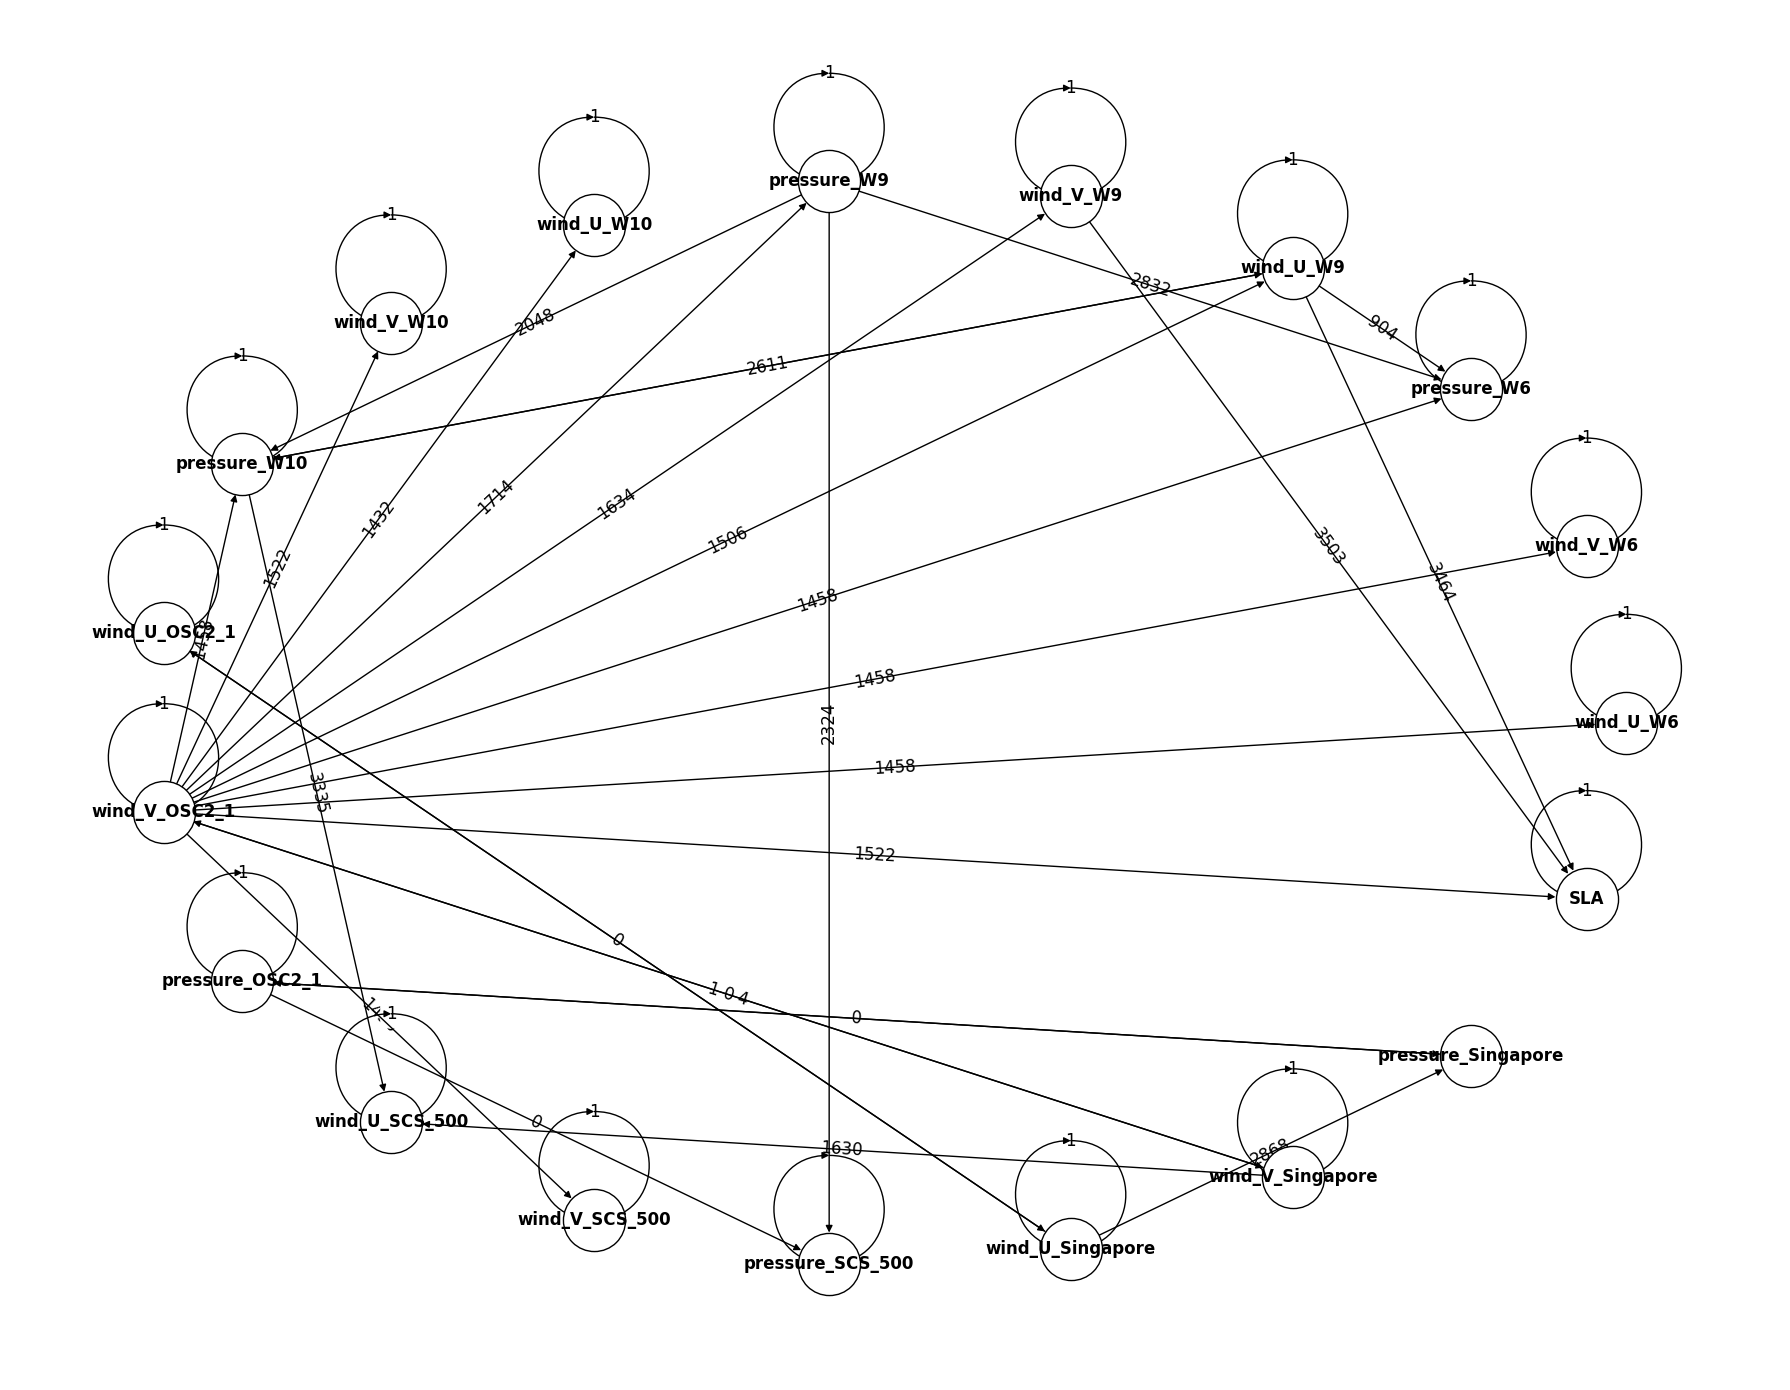 1
1
1
pressure_W9
wind_V_W9
1
wind_U_W10
1
wind_U_W9
1
wind_V_W10
1
2832
904
2048
1
2611
pressure_W6
pressure_W10
1
1714
1634
1432
1
1506
3503
wind_V_W6
1522
3464
1458
1
wind_U_OSC2_1
1458
1
1458
2324
wind_U_W6
1458
3335
1
wind_V_OSC2_1
1522
1
SLA
0
pressure_OSC2_1
104
1
0
pressure_Singapore
1
1
0
wind_U_SCS_500
1
1630
1
2868
wind_V_Singapore
wind_V_SCS_500
wind_U_Singapore
pressure_SCS_500